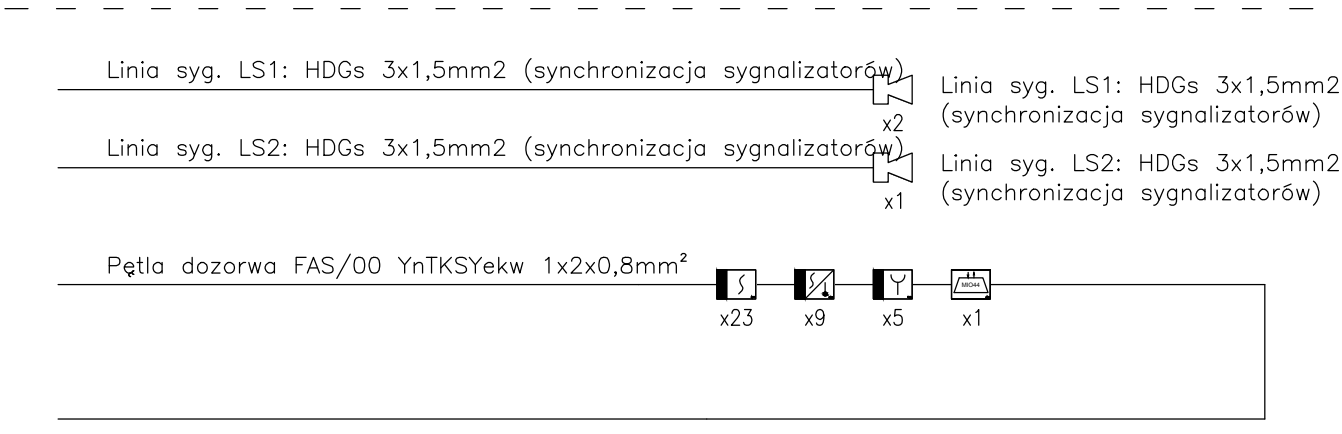 Linia syg. LS1: HDGs 3x1,5mm2 (synchronizacja sygnalizatorów)
x2
Linia syg. LS1: HDGs 3x1,5mm2
(synchronizacja sygnalizatorów)
Linia syg. LS2: HDGs 3x1,5mm2 (synchronizacja sygnalizatorów)
x1
Linia syg. LS2: HDGs 3x1,5mm2
(synchronizacja sygnalizatorów)
Pętla dozorwa FAS/00 YnTKSYekw 1x2x0,8mm²
MIO44
x23 x9 x5 x1